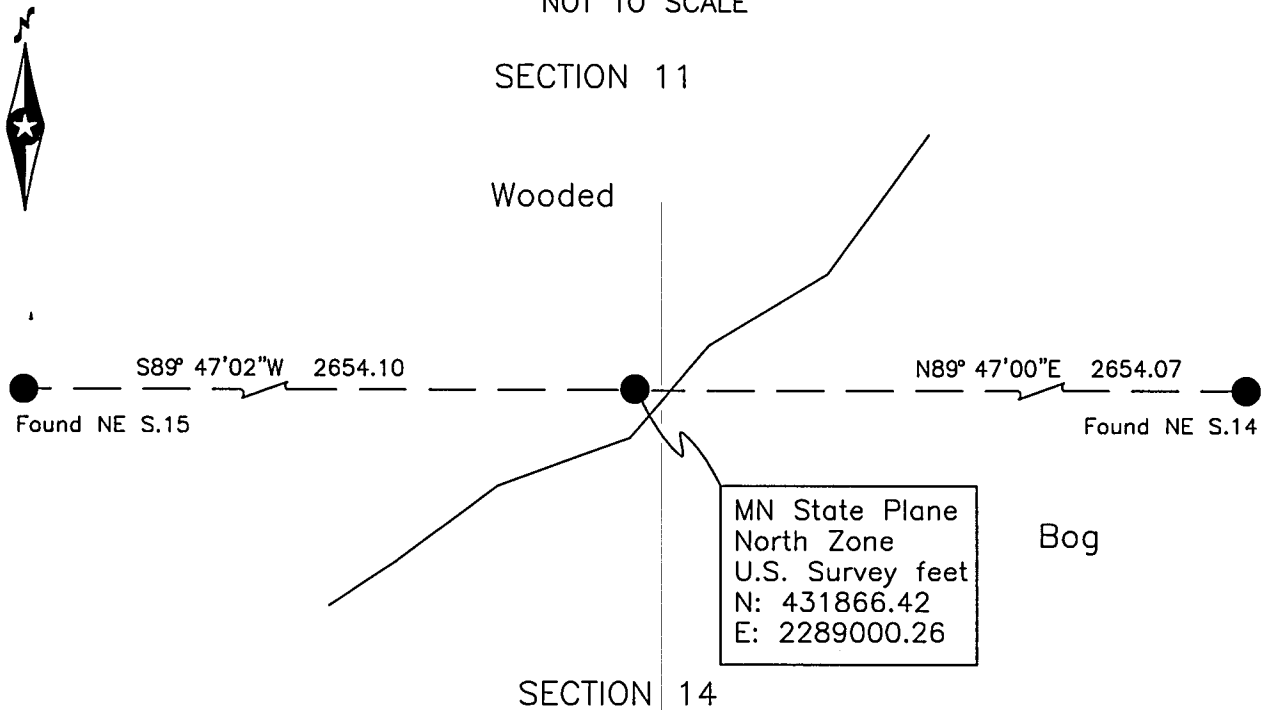 NOT TO SCALE
N
SECTION 11
Wooded
S89° 47'02"W 2654.10
N89° 47'00"E 2654.07
Found NE S.15
Found NE S.14
MN State Plane
North Zone
U.S. Survey feet
N: 431866.42
E: 2289000.26
Bog
SECTION 14